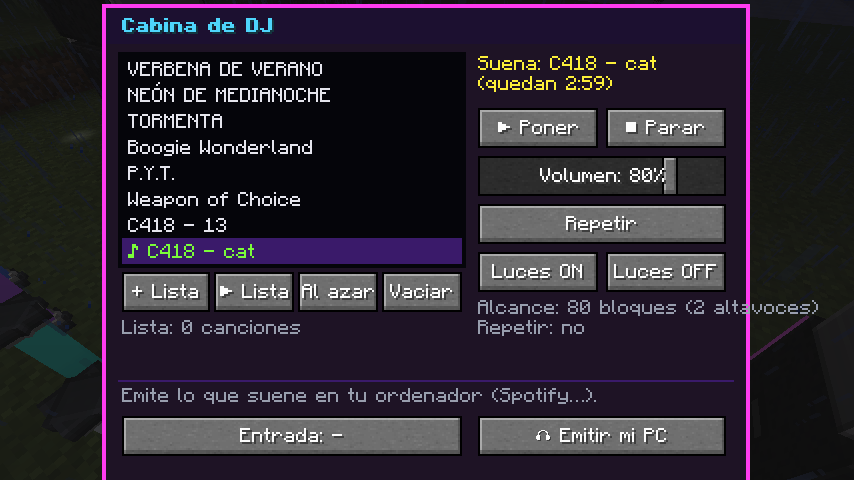 Cabina de DJ
VERBENA DE VERANO
NEÓN DE MEDIANOCHE
TORMENTA
Boogie Wonderland
P.Y.T.
Weapon of Choice
C418 - 13
♪ C418 - cat
+ Lista
► Lista
Al azar
Vaciar
Lista: 0 canciones
Suena: C418 - cat
(quedan 2:59)
► Poner
■ Parar
Volumen: 80%
Repetir
Luces ON
Luces OFF
Alcance: 80 bloques (2 altavoces)
Repetir: no
Emite lo que suene en tu ordenador (Spotify...).
Entrada: -
🎧 Emitir mi PC